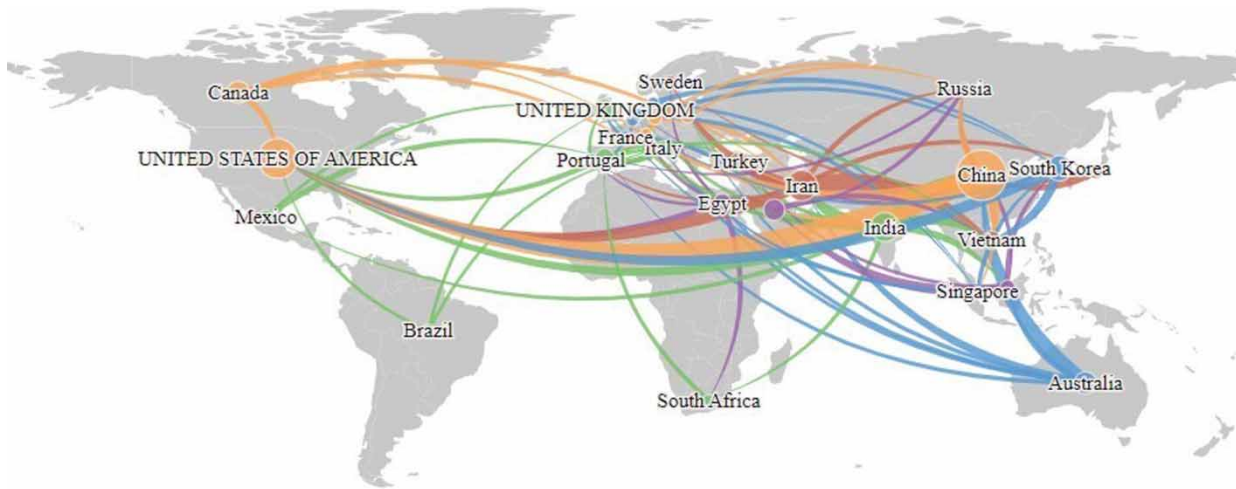 Sweden
Canada
Russia
UNITED KINGDOM
France
Italy
UNITED STATES OF AMERICA
Portugal
Turkey
South Korea
China
Iran
Mexico
Egypt
India
Vietnam
Singapore
Brazil
Australia
South Africa